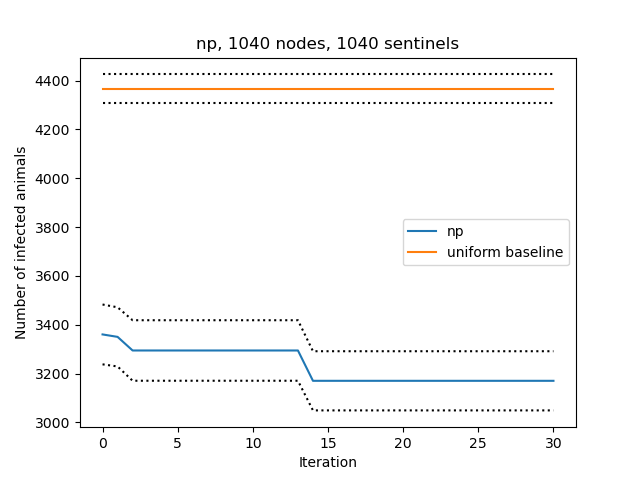 np, 1040 nodes, 1040 sentinels
Number of infected animals
4400
4200
4000
3800
3600
3400
3200
3000
np
uniform baseline
0 5 10 15 20 25 30
Iteration